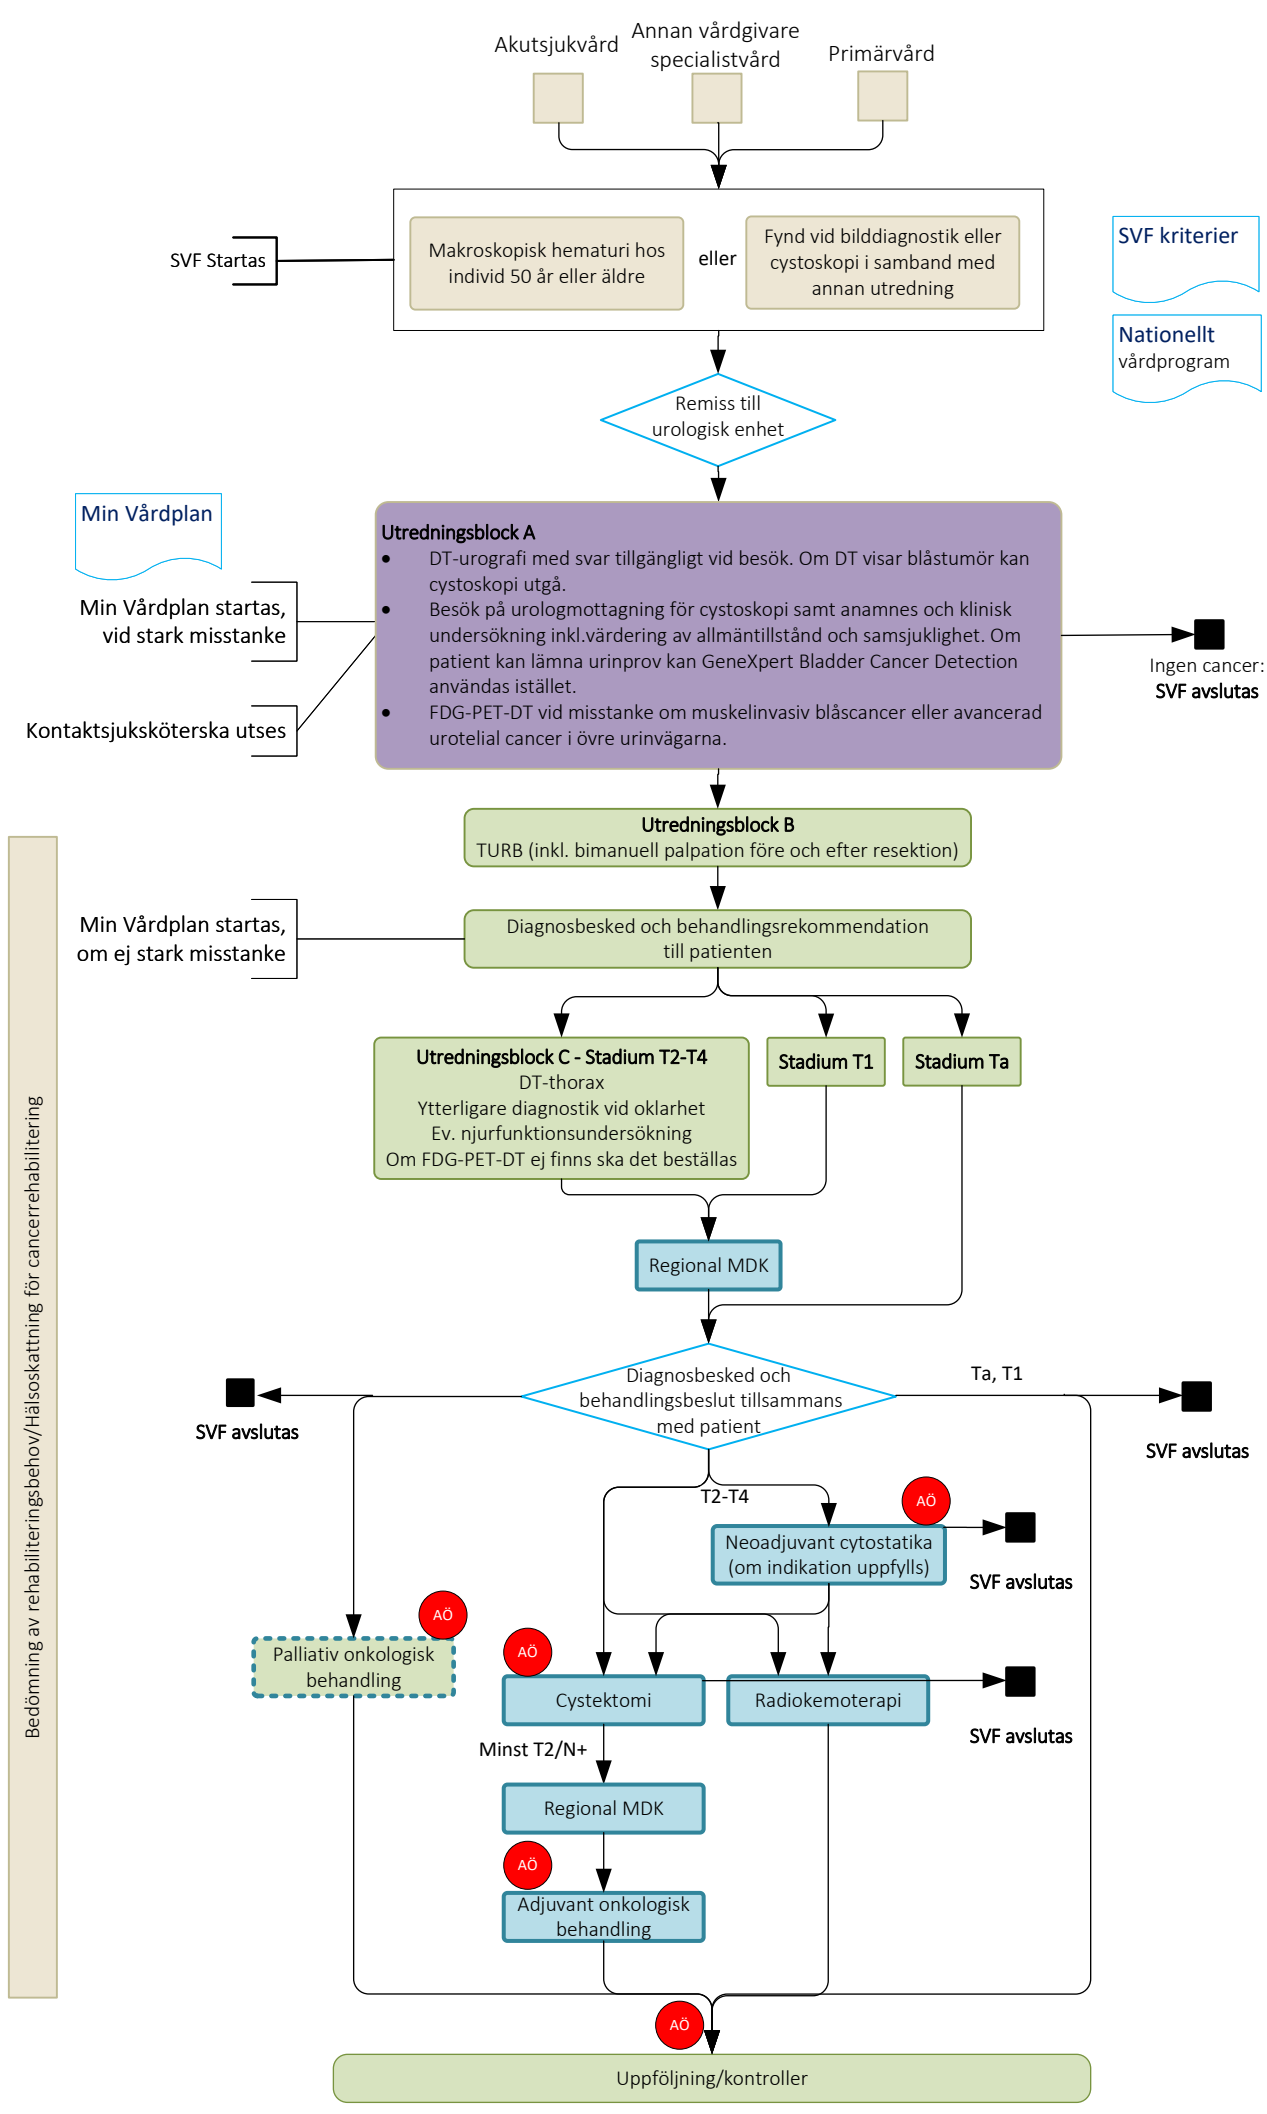 Akutsjukvård
Annan vårdgivare
specialistvård
Primärvård
SVF Startas
Makroskopisk hematuri hos
individ 50 år eller äldre
eller
Fynd vid bilddiagnostik eller
cystoskopi i samband med
annan utredning
SVF kriterier
Nationellt
vårdprogram
Remiss till
urologisk enhet
Min Vårdplan
Min Vårdplan startas,
vid stark misstanke
Kontaktsjuksköterska utses
Utredningsblock A
• DT-urografi med svar tillgängligt vid besök. Om DT visar blåstumör kan
cystoskopi utgå.
• Besök på urologmottagning för cystoskopi samt anamnes och klinisk
undersökning inkl.värdering av allmäntillstånd och samsjuklighet. Om
patient kan lämna urinprov kan GeneXpert Bladder Cancer Detection
användas istället.
• FDG-PET-DT vid misstanke om muskelinvasiv blåscancer eller avancerad
urotelial cancer i övre urinvägarna.
Ingen cancer:
SVF avslutas
Utredningsblock B
TURB (inkl. bimanuell palpation före och efter resektion)
Min Vårdplan startas,
om ej stark misstanke
Diagnosbesked och behandlingsrekommendation
till patienten
Utredningsblock C - Stadium T2-T4
DT-thorax
Ytterligare diagnostik vid oklarhet
Ev. njurfunktionsundersökning
Om FDG-PET-DT ej finns ska det beställas
Stadium T1
Stadium Ta
Regional MDK
Bedömning av rehabiliteringsbehov/Hälsoskattning för cancerrehabilitering
Diagnosbesked och
behandlingsbeslut tillsammans
med patient
Ta, T1
SVF avslutas
SVF avslutas
T2-T4
AÖ
Neoadjuvant cytostatika
(om indikation uppfylls)
SVF avslutas
AÖ
Palliativ onkologisk
behandling
AÖ
Cystektomi
Radiokemoterapi
SVF avslutas
Minst T2/N+
Regional MDK
AÖ
Adjuvant onkologisk
behandling
AÖ
Uppföljning/kontroller